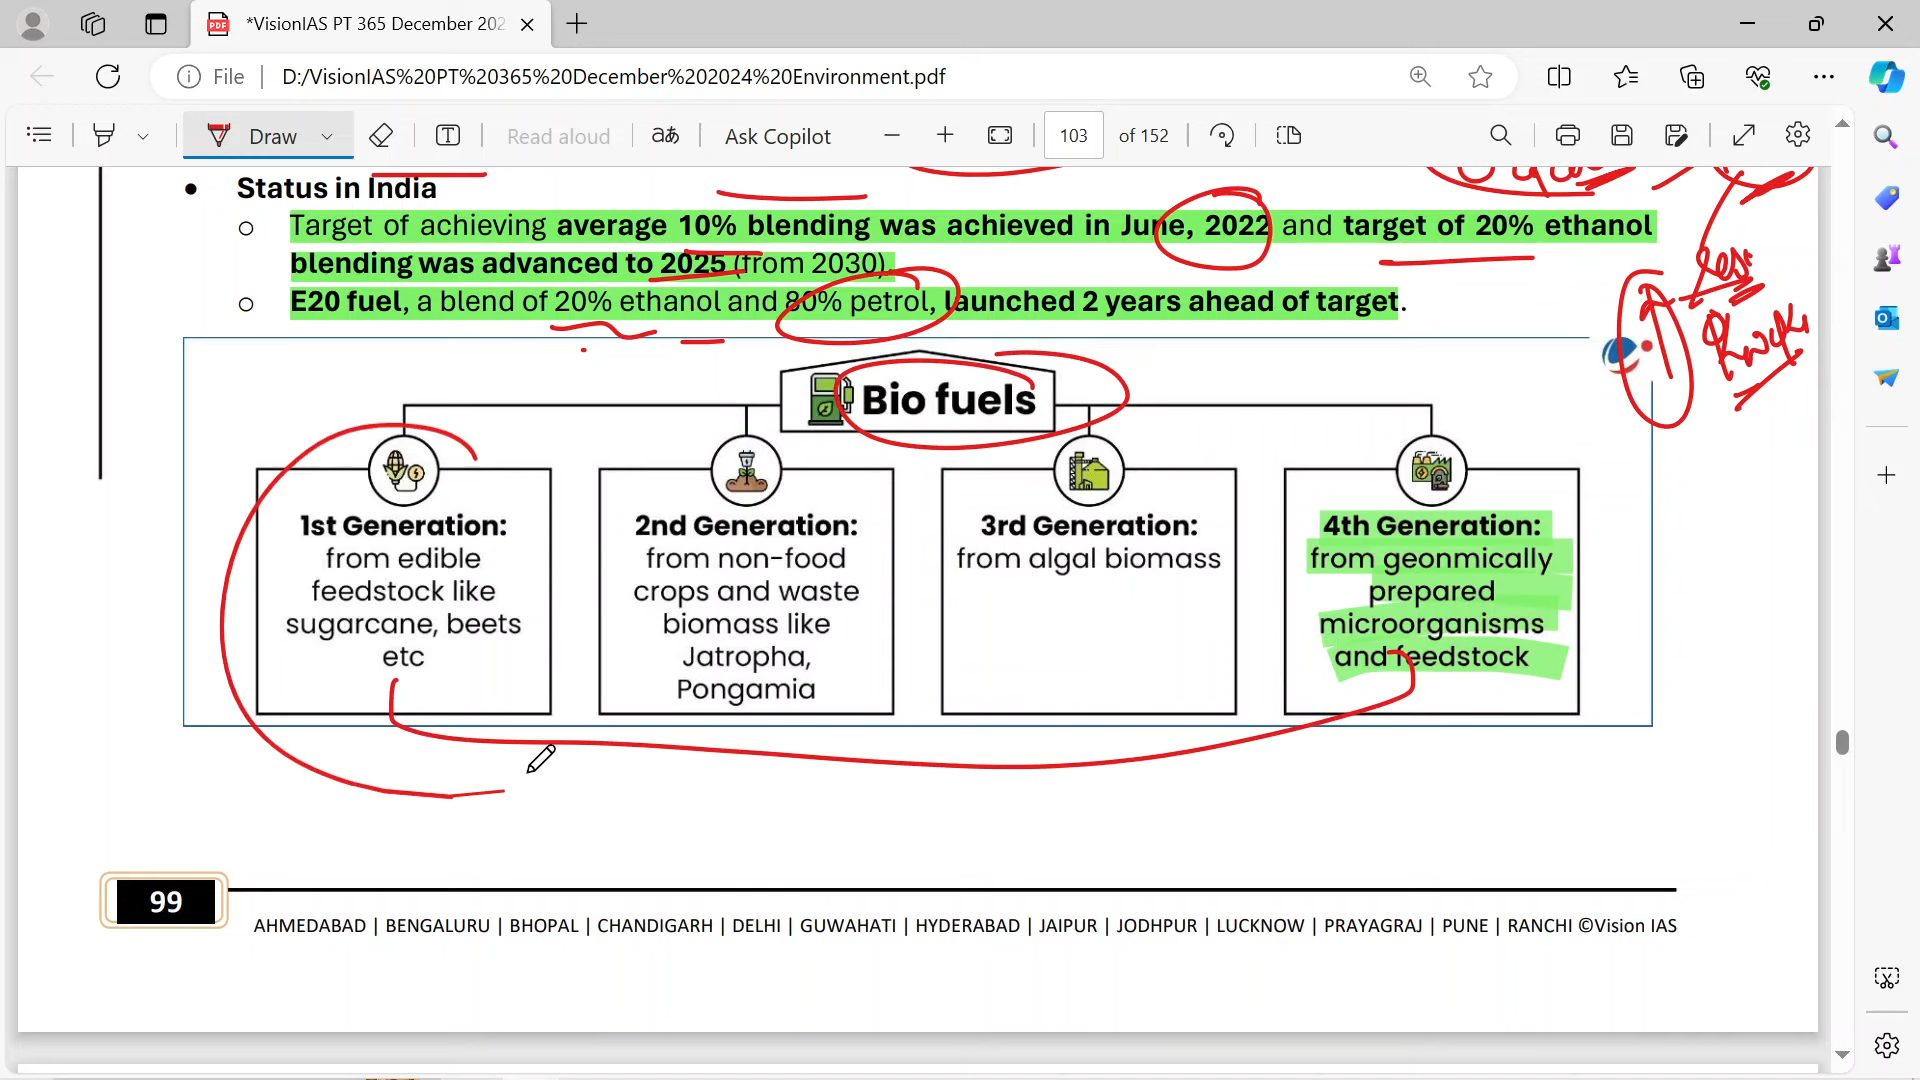 *VisionIAS PT 365 December 202
File
D:/VisionIAS%20PT%20365%20December%202024%20Environment.pdf
Draw
Read aloud
aあ
Ask Copilot
103 of 152
Status in India
Target of achieving average 10% blending was achieved in June, 2022 and target of 20% ethanol
blending was advanced to 2025 (from 2030).
E20 fuel, a blend of 20% ethanol and 80% petrol, launched 2 years ahead of target.
Bio fuels
1st Generation:
from edible
feedstock like
sugarcane, beets
etc
2nd Generation:
from non-food
crops and waste
biomass like
Jatropha,
Pongamia
3rd Generation:
from algal biomass
4th Generation:
from geonmically
prepared
microorganisms
and feedstock
99
AHMEDABAD | BENGALURU | BHOPAL | CHANDIGARH | DELHI | GUWAHATI | HYDERABAD | JAIPUR | JODHPUR | LUCKNOW | PRAYAGRAJ | PUNE | RANCHI ©Vision IAS